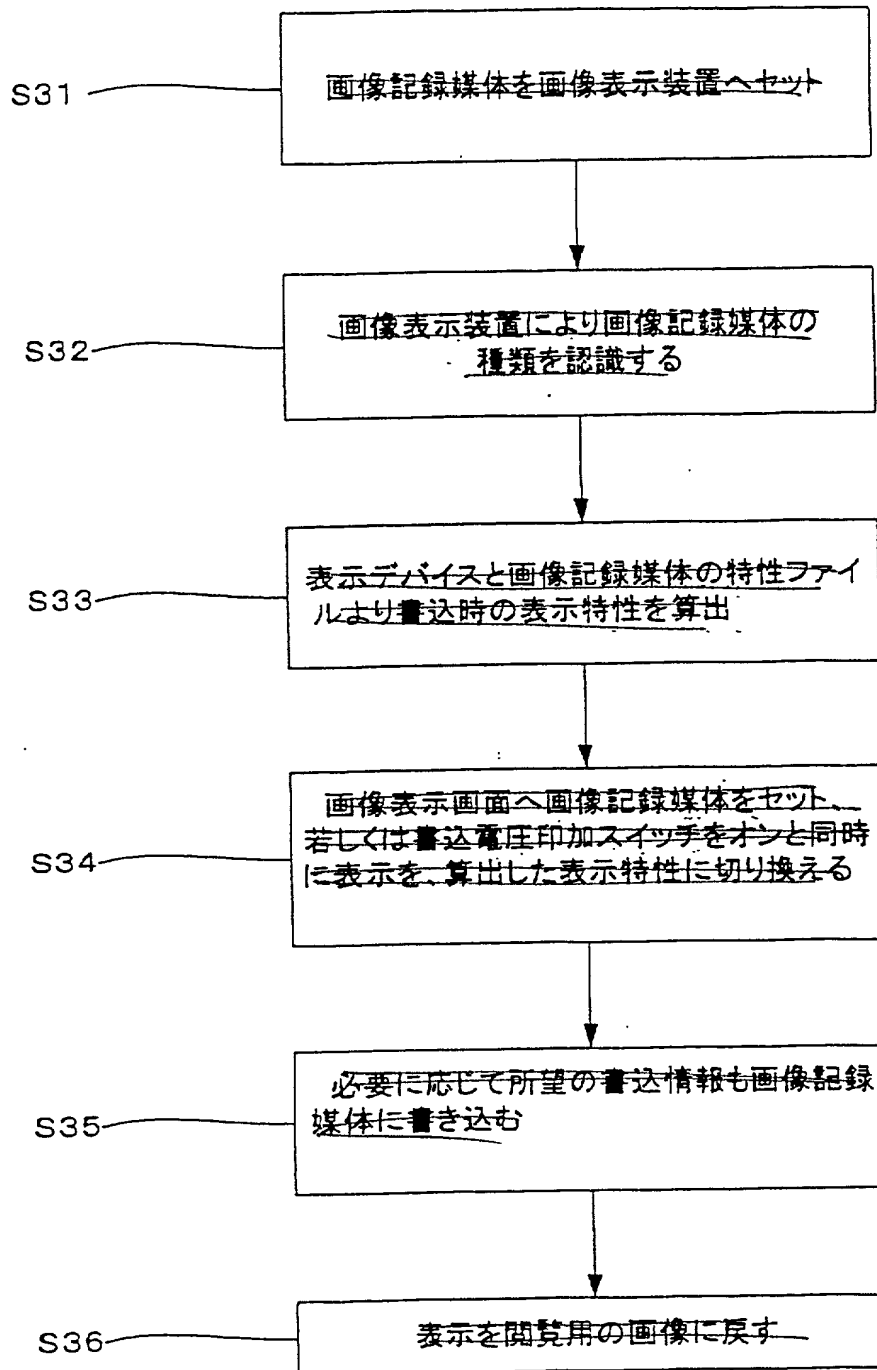 S31
画像記録媒体を画像表示装置へセット
S32
画像表示装置により画像記録媒体の
種類を認識する
S33
表示デバイスと画像記録媒体の特性ファイ
ルより書込時の表示特性を算出
S34
画像表示画面へ画像記録媒体をセット、
若しくは書込電圧印加スイッチをオンと同時
に表示を、算出した表示特性に切り換える
S35
必要に応じて所望の書込情報も画像記録
媒体に書き込む
S36
表示を閲覧用の画像に戻す